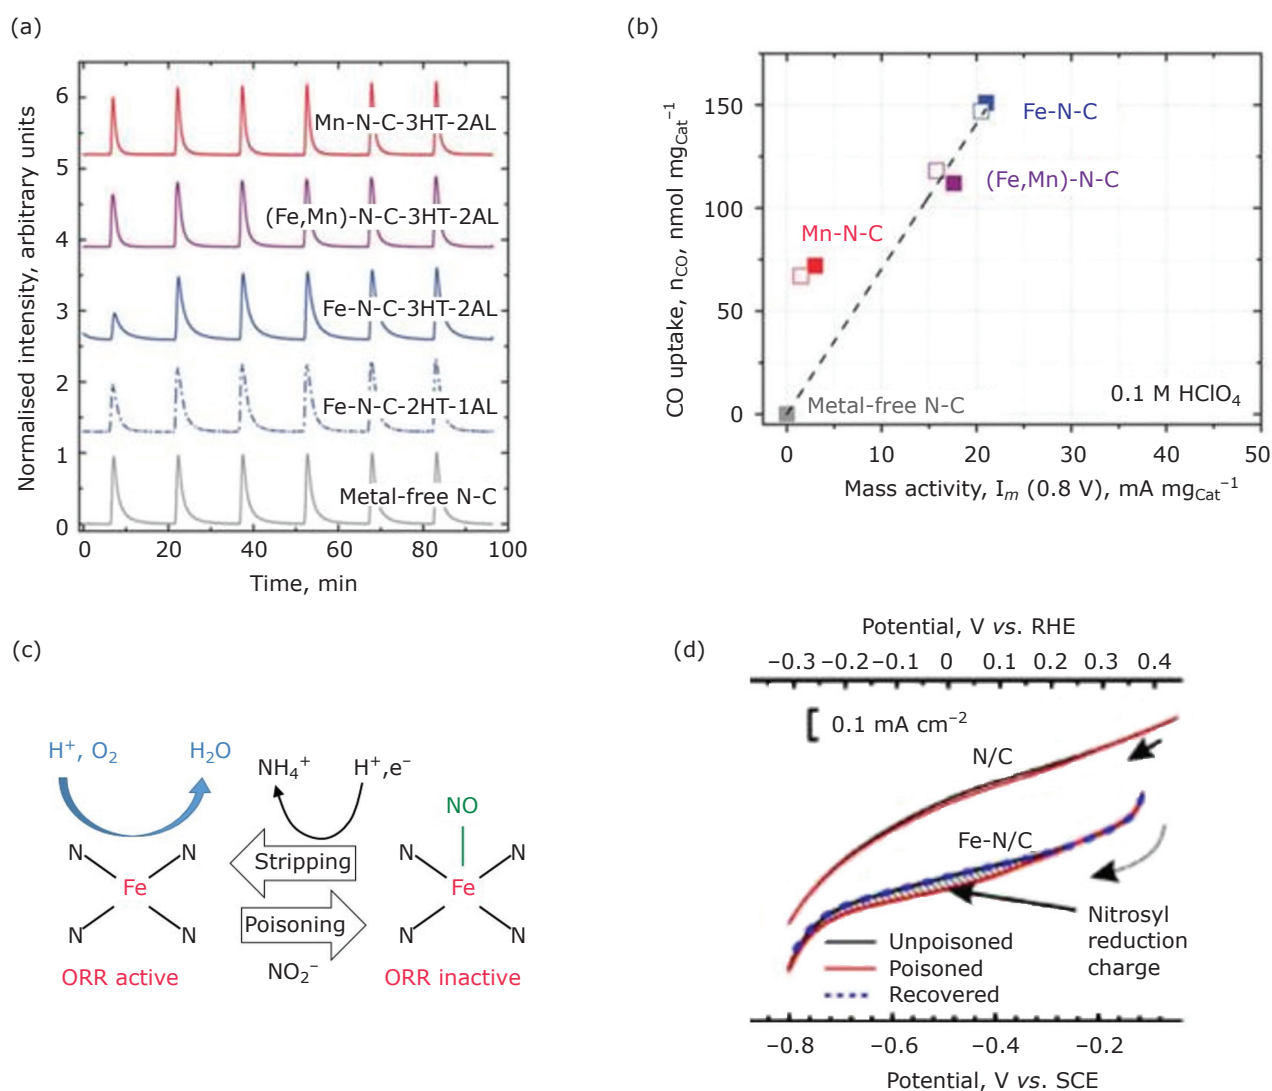 (a)
Normalised intensity, arbitrary units
6
5
4
3
2
1
0
Mn-N-C-3HT-2AL
(Fe,Mn)-N-C-3HT-2AL
Fe-N-C-3HT-2AL
Fe-N-C-2HT-1AL
Metal-free N-C
0 20 40 60 80 100
Time, min
(b)
CO uptake, n_CO, nmol mg_Cat⁻¹
150
100
50
0
Fe-N-C
(Fe,Mn)-N-C
Mn-N-C
Metal-free N-C
0.1 M HClO₄
0 10 20 30 40 50
Mass activity, I_m (0.8 V), mA mg_Cat⁻¹
(c)
H⁺, O₂
H₂O
NH₄⁺
H⁺,e⁻
NO
N N
Stripping
N N
Fe
Fe
Poisoning
N N
N N
NO₂⁻
ORR active
ORR inactive
(d)
Potential, V vs. RHE
−0.3 −0.2 −0.1 0 0.1 0.2 0.3 0.4
0.1 mA cm⁻²
N/C
Fe-N/C
Nitrosyl
reduction
charge
Unpoisoned
Poisoned
Recovered
−0.8 −0.6 −0.4 −0.2
Potential, V vs. SCE